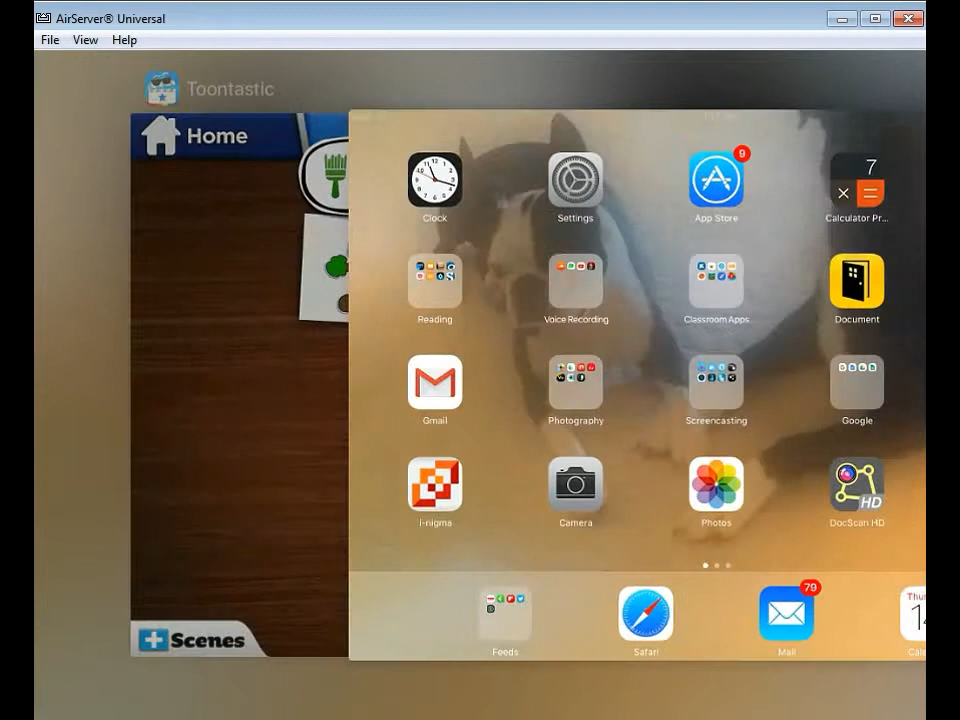 AirServer® Universal
File View Help
Toontastic
Home
9
7
Clock Settings App Store Calculator Pr...
Reading Voice Recording Classroom Apps Document
Gmail Photography Screencasting Google
HD
i-nigma Camera Photos DocScan HD
79
Feeds Safari Mail
Scenes